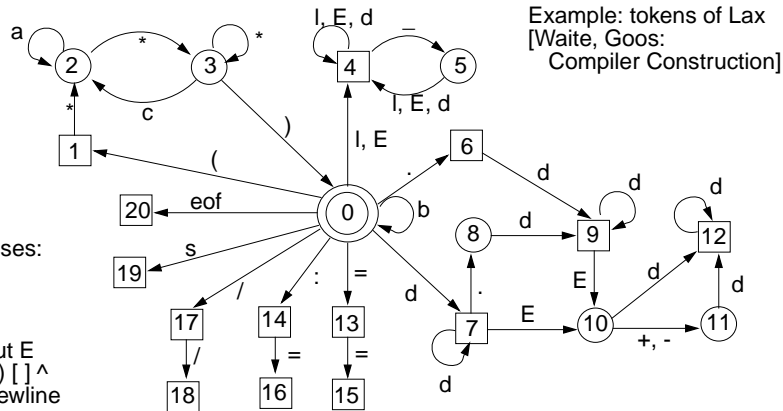 Example: tokens of Lax
[Waite, Goos:
Compiler Construction]
a
*
*
l, E, d
_
2
3
4
5
*
c
l, E, d
)
l, E
1
(
.
6
d
d
d
20
eof
0
b
8
d
9
12
ses:
19
s
/
:
=
d
.
E
d
d
17
14
13
7
E
10
+, -
11
ut E
/
=
=
d
) [ ] ^
ewline
18
16
15